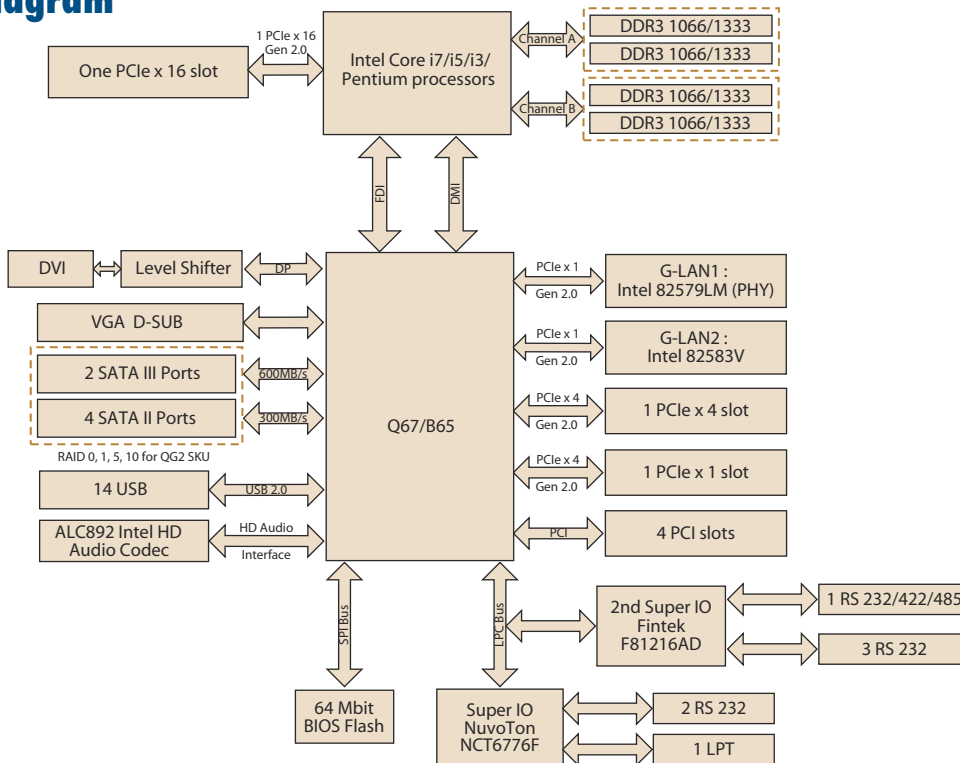 1 PCIe x 16
Gen 2.0
One PCIe x 16 slot
Intel Core i7/i5/i3/
Pentium processors
Channel A
DDR3 1066/1333
DDR3 1066/1333
Channel B
DDR3 1066/1333
DDR3 1066/1333
FDI
DMI
DVI
Level Shifter
DP
VGA D-SUB
2 SATA III Ports
600MB/s
4 SATA II Ports
300MB/s
RAID 0, 1, 5, 10 for QG2 SKU
14 USB
USB 2.0
ALC892 Intel HD
Audio Codec
HD Audio
Interface
Q67/B65
PCIe x 1
Gen 2.0
G-LAN1 :
Intel 82579LM (PHY)
PCIe x 1
Gen 2.0
G-LAN2 :
Intel 82583V
PCIe x 4
Gen 2.0
1 PCIe x 4 slot
PCIe x 4
Gen 2.0
1 PCIe x 1 slot
PCI
4 PCI slots
SPI Bus
LPC Bus
64 Mbit
BIOS Flash
2nd Super IO
Fintek
F81216AD
1 RS 232/422/485
3 RS 232
Super IO
NuvoTon
NCT6776F
2 RS 232
1 LPT